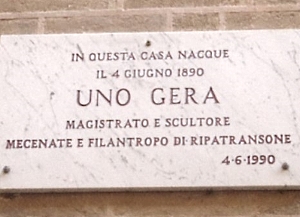 IN QUESTA CASA NACQUE
IL 4 GIUGNO 1890
UNO GERA
MAGISTRATO E SCULTORE
MECENATE E FILANTROPO DI RIPATRANSONE
4-6-1990